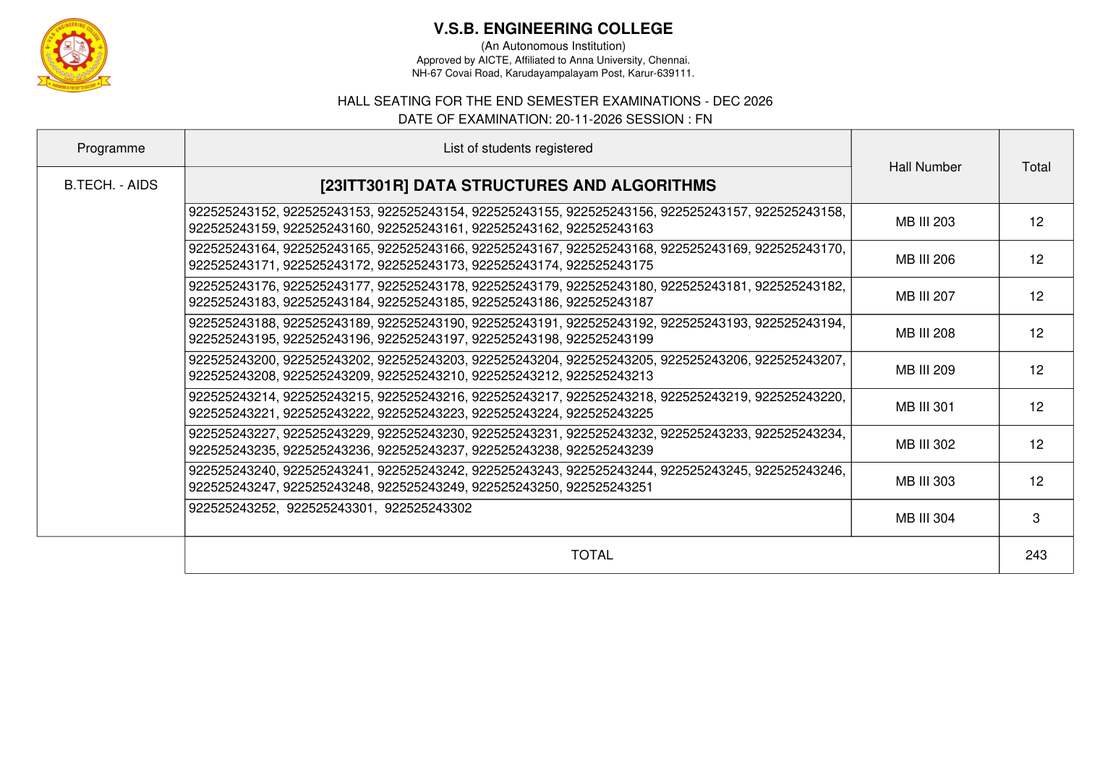 V.S.B. ENGINEERING COLLEGE
(An Autonomous Institution)
Approved by AICTE, Affiliated to Anna University, Chennai.
NH-67 Covai Road, Karudayampalayam Post, Karur-639111.
HALL SEATING FOR THE END SEMESTER EXAMINATIONS - DEC 2026
DATE OF EXAMINATION: 20-11-2026 SESSION : FN
Programme
List of students registered
Hall Number
Total
B.TECH. - AIDS
[23ITT301R] DATA STRUCTURES AND ALGORITHMS
922525243152, 922525243153, 922525243154, 922525243155, 922525243156, 922525243157, 922525243158,
922525243159, 922525243160, 922525243161, 922525243162, 922525243163
MB III 203
12
922525243164, 922525243165, 922525243166, 922525243167, 922525243168, 922525243169, 922525243170,
922525243171, 922525243172, 922525243173, 922525243174, 922525243175
MB III 206
12
922525243176, 922525243177, 922525243178, 922525243179, 922525243180, 922525243181, 922525243182,
922525243183, 922525243184, 922525243185, 922525243186, 922525243187
MB III 207
12
922525243188, 922525243189, 922525243190, 922525243191, 922525243192, 922525243193, 922525243194,
922525243195, 922525243196, 922525243197, 922525243198, 922525243199
MB III 208
12
922525243200, 922525243202, 922525243203, 922525243204, 922525243205, 922525243206, 922525243207,
922525243208, 922525243209, 922525243210, 922525243212, 922525243213
MB III 209
12
922525243214, 922525243215, 922525243216, 922525243217, 922525243218, 922525243219, 922525243220,
922525243221, 922525243222, 922525243223, 922525243224, 922525243225
MB III 301
12
922525243227, 922525243229, 922525243230, 922525243231, 922525243232, 922525243233, 922525243234,
922525243235, 922525243236, 922525243237, 922525243238, 922525243239
MB III 302
12
922525243240, 922525243241, 922525243242, 922525243243, 922525243244, 922525243245, 922525243246,
922525243247, 922525243248, 922525243249, 922525243250, 922525243251
MB III 303
12
922525243252, 922525243301, 922525243302
MB III 304
3
TOTAL
243